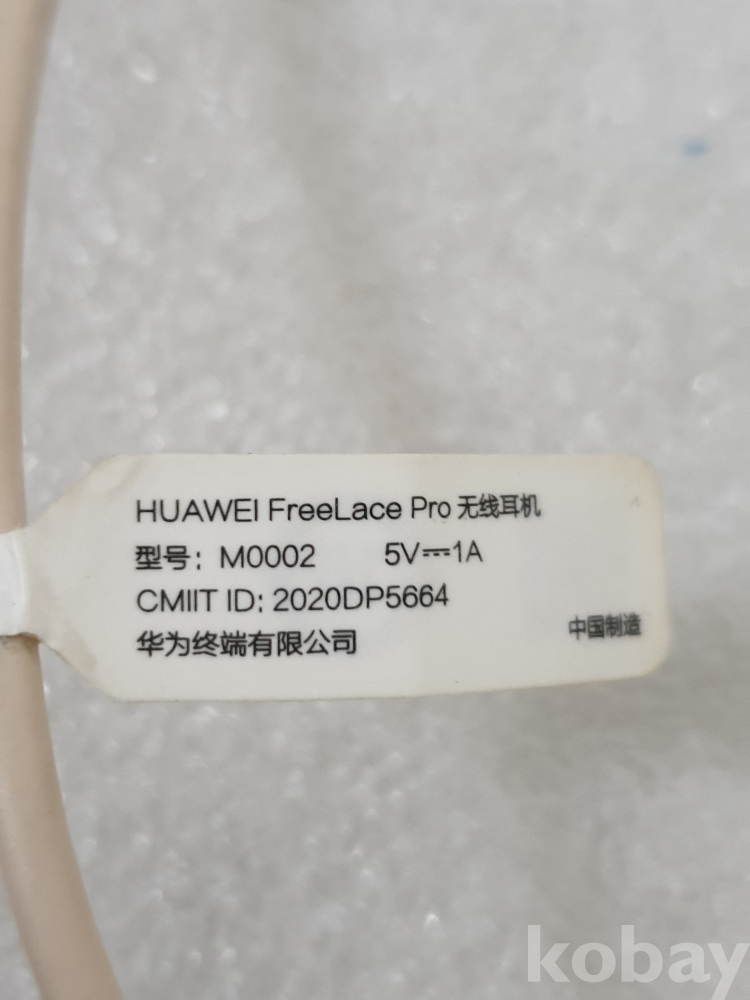 HUAWEI FreeLace Pro 无线耳机
型号: M0002 5V⎓1A
CMIIT ID: 2020DP5664
华为终端有限公司
中国制造
kobay